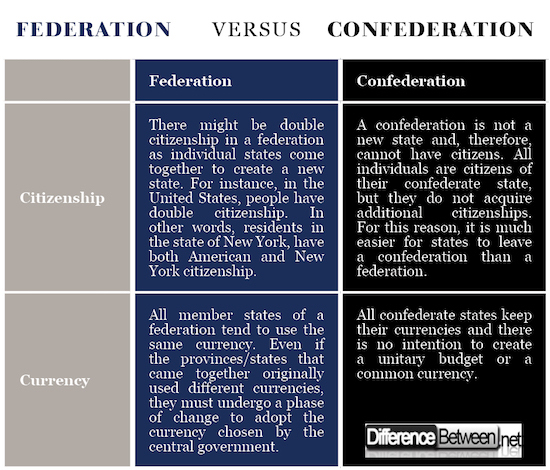 FEDERATION VERSUS CONFEDERATION
Federation
Confederation
Citizenship
There might be double
citizenship in a federation
as individual states come
together to create a new
state. For instance, in the
United States, people have
double citizenship. In
other words, residents in
the state of New York, have
both American and New
York citizenship.
A confederation is not a
new state and, therefore,
cannot have citizens. All
individuals are citizens of
their confederate state,
but they do not acquire
additional citizenships.
For this reason, it is much
easier for states to leave
a confederation than a
federation.
Currency
All member states of a
federation tend to use the
same currency. Even if
the provinces/states that
came together originally
used different currencies,
they must undergo a phase
of change to adopt the
currency chosen by the
central government.
All confederate states keep
their currencies and there
is no intention to create
a unitary budget or a
common currency.
DifferenceBetween.net